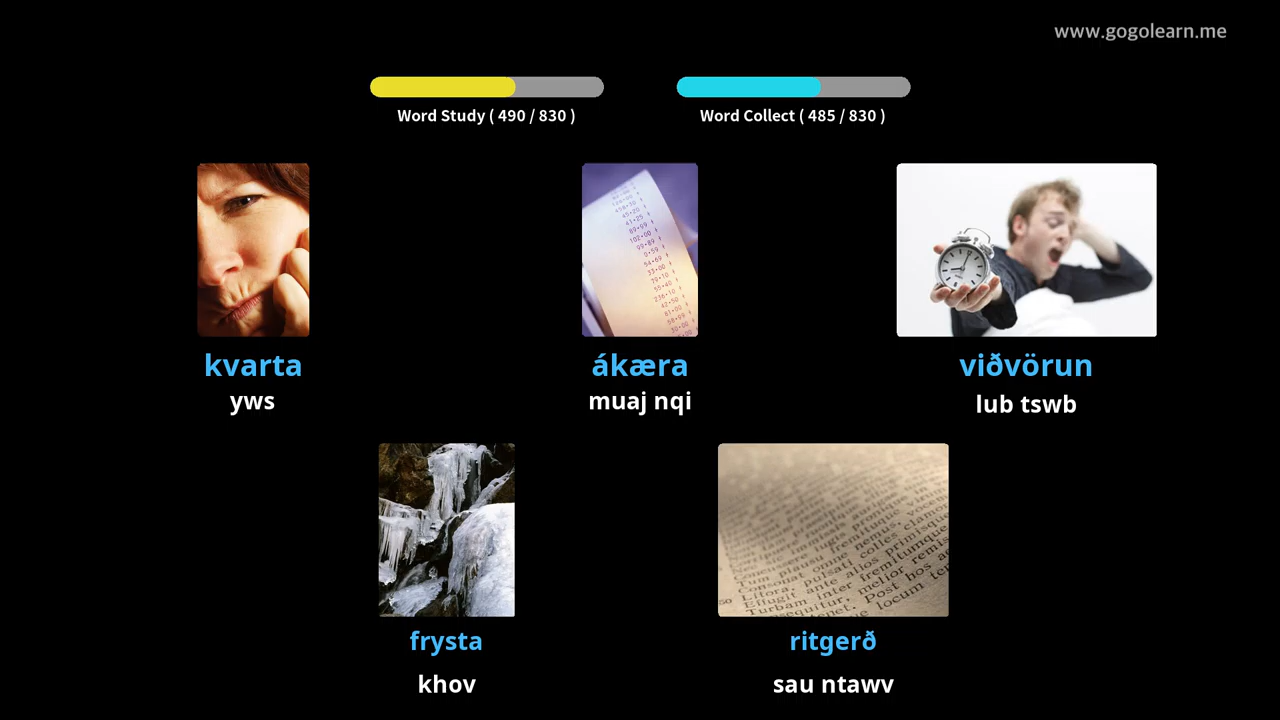 www.gogolearn.me
Word Study ( 490 / 830 )
Word Collect ( 485 / 830 )
kvarta
yws
ákæra
muaj nqi
viðvörun
lub tswb
frysta
khov
ritgerð
sau ntawv